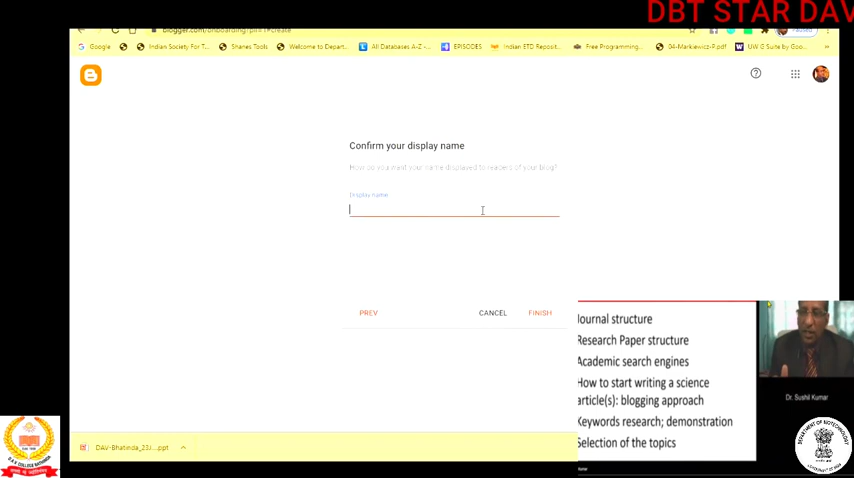 DBT STAR DAV
blogger.com/onboarding?pli=1#create
Paused
Google
Indian Society For T...
Shanes Tools
Welcome to Depart...
All Databases A-Z -...
EPISODES
Indian ETD Reposit...
Free Programming...
04-Markiewicz-P.pdf
UW G Suite by Goo...
»
Confirm your display name
How do you want your name displayed to readers of your blog?
Display name
PREV
CANCEL
FINISH
Journal structure
Research Paper structure
Academic search engines
How to start writing a science
article(s): blogging approach
Keywords research; demonstration
Selection of the topics
Dr. Sushil Kumar
DAV-Bhatinda_23J....ppt